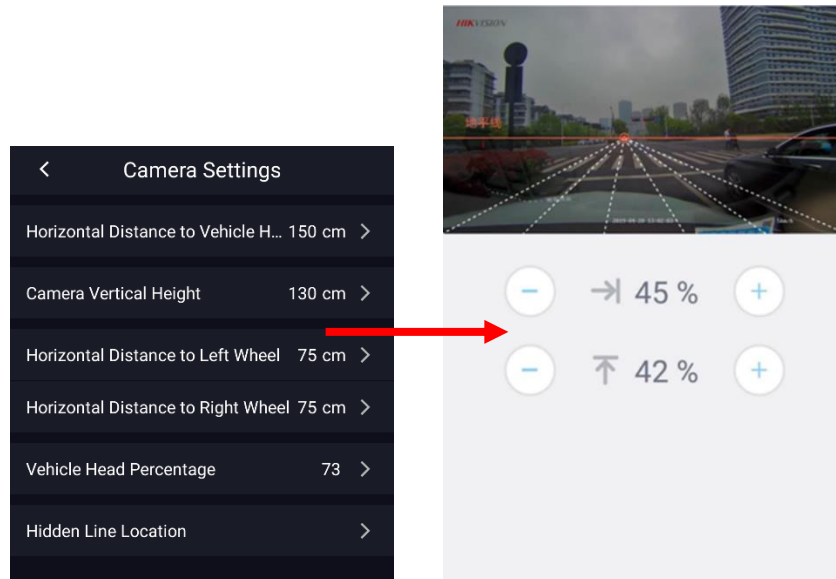 Camera Settings
Horizontal Distance to Vehicle H... 150 cm
Camera Vertical Height 130 cm
Horizontal Distance to Left Wheel 75 cm
Horizontal Distance to Right Wheel 75 cm
Vehicle Head Percentage 73
Hidden Line Location
HIKVISION
地平线
45 %
42 %